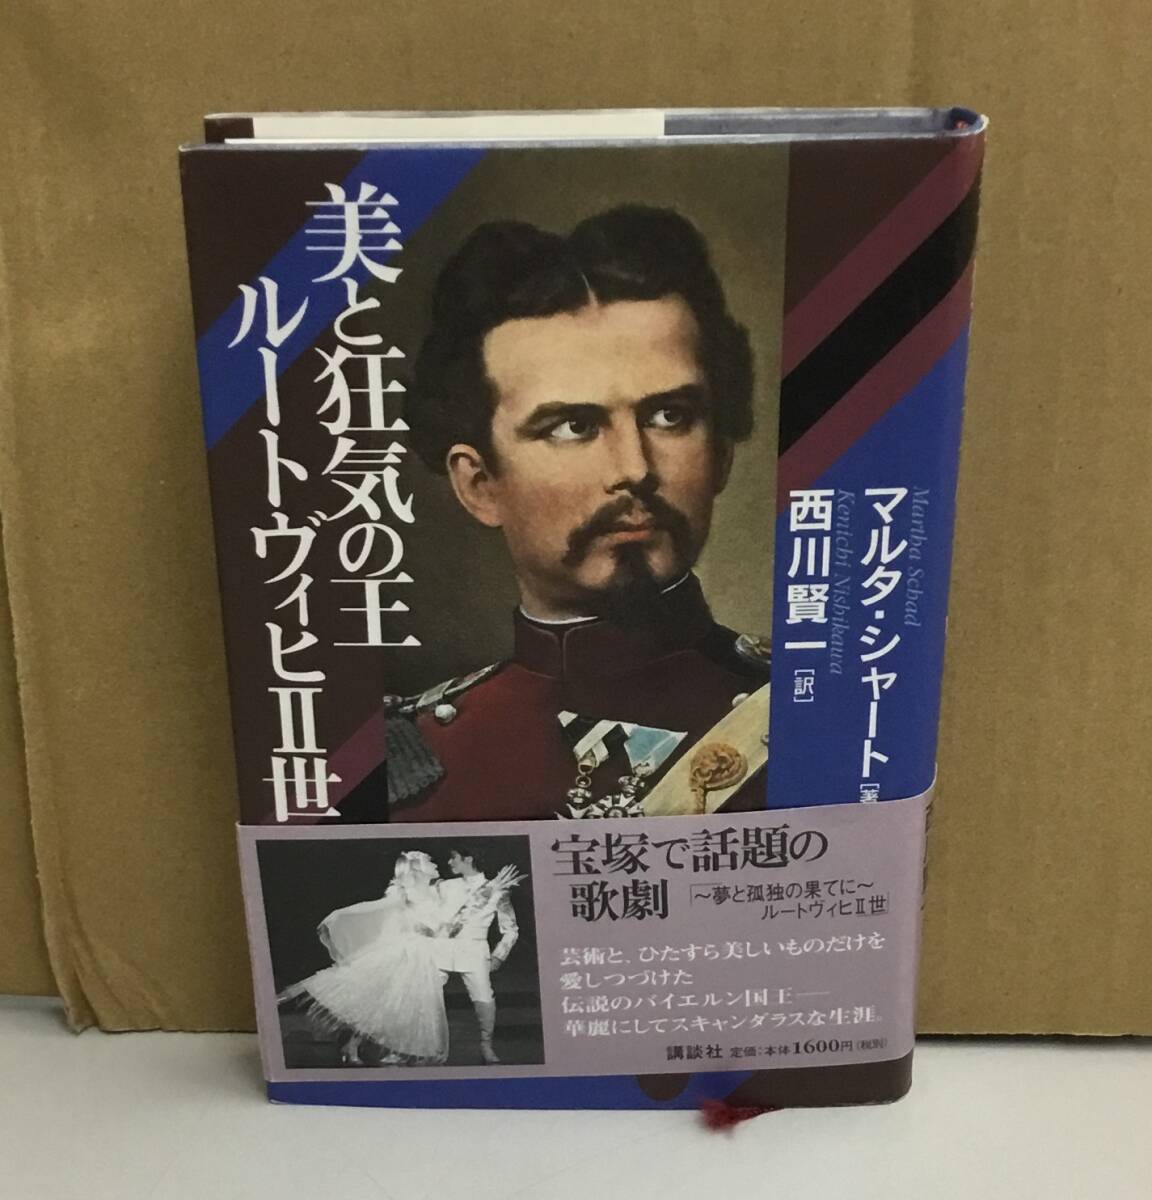 美と狂気の王
ルートヴィヒⅡ世
Martha Schad
マルタ・シャート[著
Kenichi Nishikawa
西川賢一[訳]
宝塚で話題の
歌劇「～夢と孤独の果てに～
ルートヴィヒⅡ世」
芸術と、ひたすら美しいものだけを
愛しつづけた
伝説のバイエルン国王――
華麗にしてスキャンダラスな生涯。
講談社 定価:本体1600円(税別)